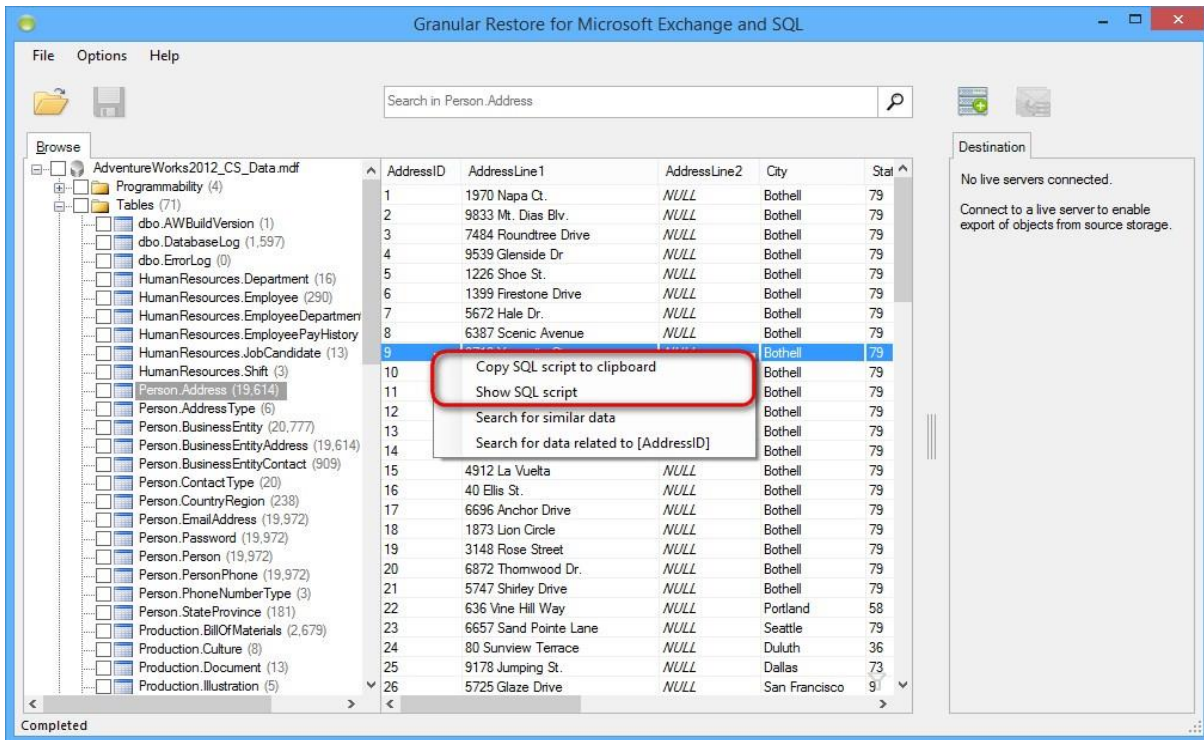 Granular Restore for Microsoft Exchange and SQL
File Options Help
Search in Person.Address
Browse
AdventureWorks2012_CS_Data.mdf
Programmability (4)
Tables (71)
dbo.AWBuildVersion (1)
dbo.DatabaseLog (1,597)
dbo.ErrorLog (0)
HumanResources.Department (16)
HumanResources.Employee (290)
HumanResources.EmployeeDepartmen
HumanResources.EmployeePayHistory
HumanResources.JobCandidate (13)
HumanResources.Shift (3)
Person.Address (19,614)
Person.AddressType (6)
Person.BusinessEntity (20,777)
Person.BusinessEntityAddress (19,614)
Person.BusinessEntityContact (909)
Person.ContactType (20)
Person.CountryRegion (238)
Person.EmailAddress (19,972)
Person.Password (19,972)
Person.Person (19,972)
Person.PersonPhone (19,972)
Person.PhoneNumberType (3)
Person.StateProvince (181)
Production.BillOfMaterials (2,679)
Production.Culture (8)
Production.Document (13)
Production.Illustration (5)
AddressID AddressLine1 AddressLine2 City Stat
1 1970 Napa Ct. NULL Bothell 79
2 9833 Mt. Dias Blv. NULL Bothell 79
3 7484 Roundtree Drive NULL Bothell 79
4 9539 Glenside Dr NULL Bothell 79
5 1226 Shoe St. NULL Bothell 79
6 1399 Firestone Drive NULL Bothell 79
7 5672 Hale Dr. NULL Bothell 79
8 6387 Scenic Avenue NULL Bothell 79
9 Bothell 79
10 Bothell 79
11 Bothell 79
12 Bothell 79
13 Bothell 79
14 Bothell 79
15 4912 La Vuelta NULL Bothell 79
16 40 Ellis St. NULL Bothell 79
17 6696 Anchor Drive NULL Bothell 79
18 1873 Lion Circle NULL Bothell 79
19 3148 Rose Street NULL Bothell 79
20 6872 Thornwood Dr. NULL Bothell 79
21 5747 Shirley Drive NULL Bothell 79
22 636 Vine Hill Way NULL Portland 58
23 6657 Sand Pointe Lane NULL Seattle 79
24 80 Sunview Terrace NULL Duluth 36
25 9178 Jumping St. NULL Dallas 73
26 5725 Glaze Drive NULL San Francisco 9
Copy SQL script to clipboard
Show SQL script
Search for similar data
Search for data related to [AddressID]
Destination
No live servers connected.
Connect to a live server to enable
export of objects from source storage.
Completed